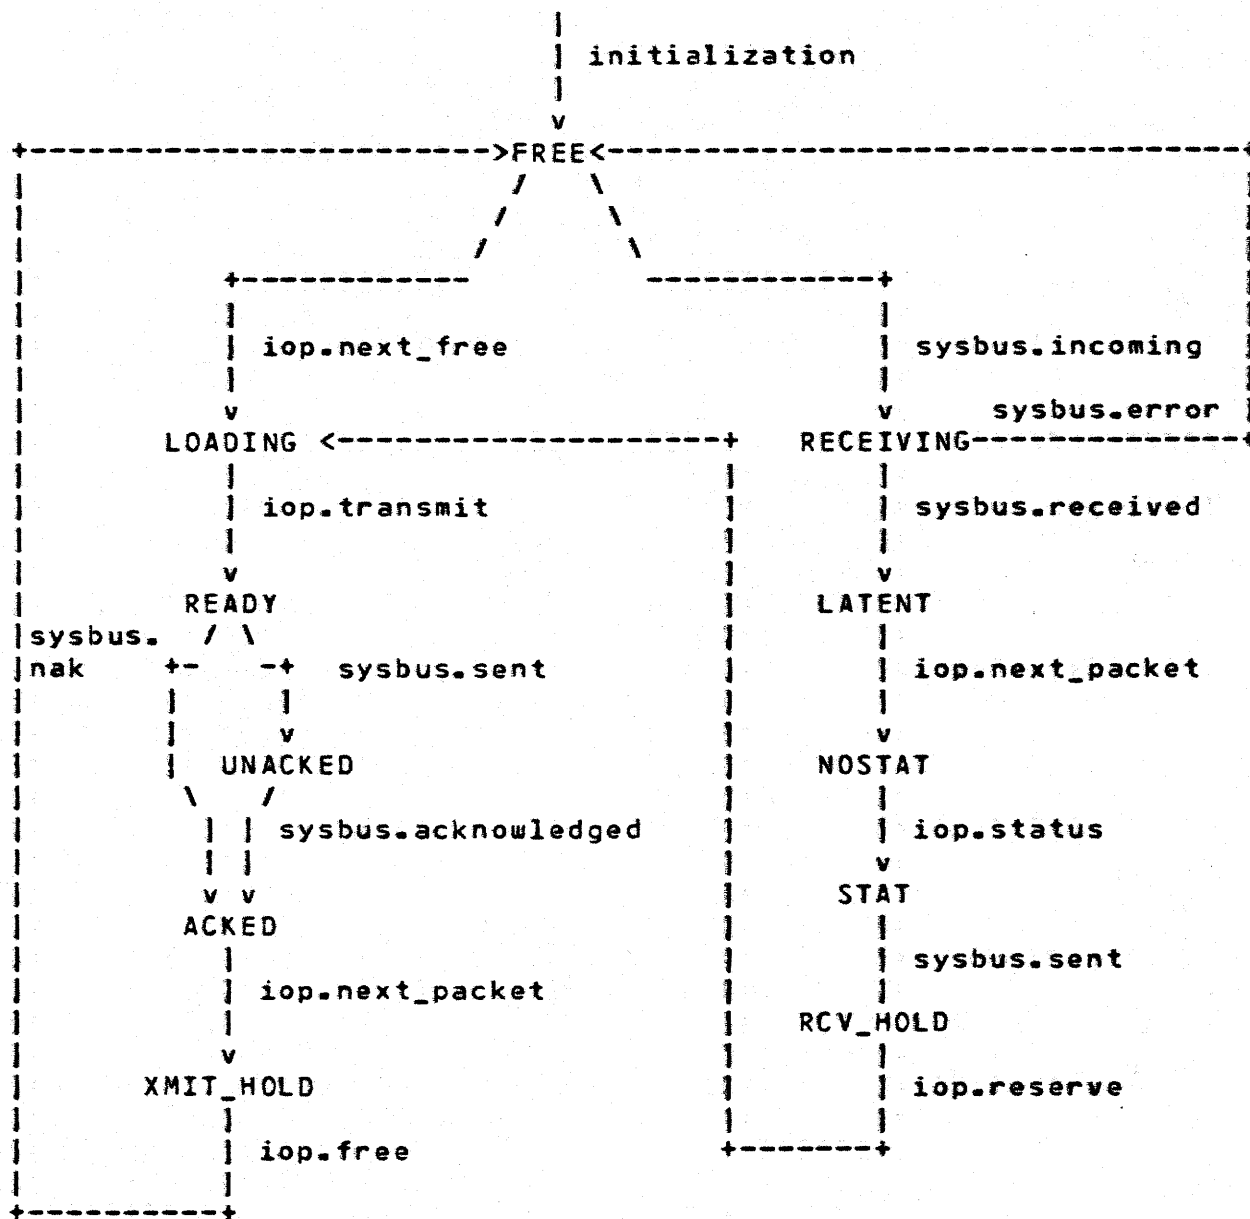 initialization
FREE
iop.next_free
sysbus.incoming
sysbus.error
LOADING RECEIVING
iop.transmit sysbus.received
READY LATENT
sysbus.
nak sysbus.sent iop.next_packet
UNACKED NOSTAT
sysbus.acknowledged iop.status
STAT
ACKED
sysbus.sent
iop.next_packet
RCV_HOLD
XMIT_HOLD iop.reserve
iop.free